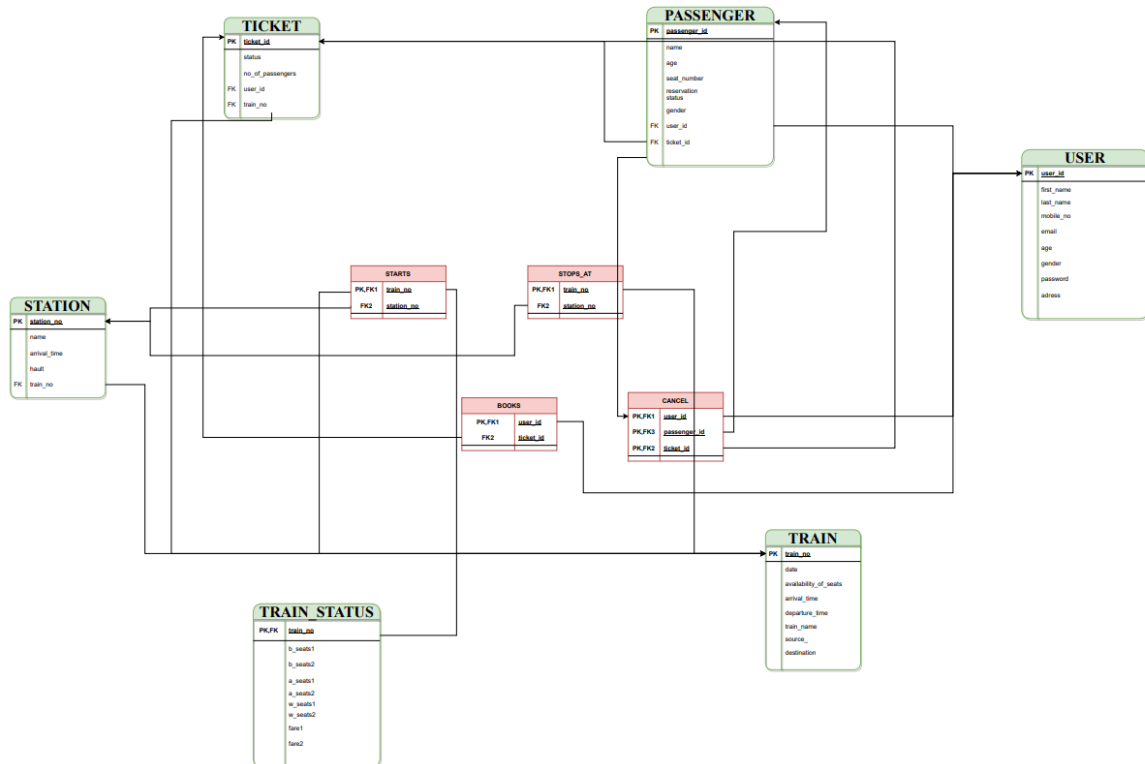 TICKET
PK ticket_id
status
no_of_passengers
FK user_id
FK train_no
PASSENGER
PK passenger_id
name
age
seat_number
reservation
status
gender
FK user_id
FK ticket_id
USER
PK user_id
first_name
last_name
mobile_no
email
age
gender
password
adress
STARTS
PK,FK1 train_no
FK2 station_no
STOPS_AT
PK,FK1 train_no
FK2 station_no
STATION
PK station_no
name
arrival_time
hault
FK train_no
BOOKS
PK,FK1 user_id
FK2 ticket_id
CANCEL
PK,FK1 user_id
PK,FK3 passenger_id
PK,FK2 ticket_id
TRAIN
PK train_no
date
availability_of_seats
arrival_time
departure_time
train_name
source_
destination
TRAIN_STATUS
PK,FK train_no
b_seats1
b_seats2
a_seats1
a_seats2
w_seats1
w_seats2
fare1
fare2